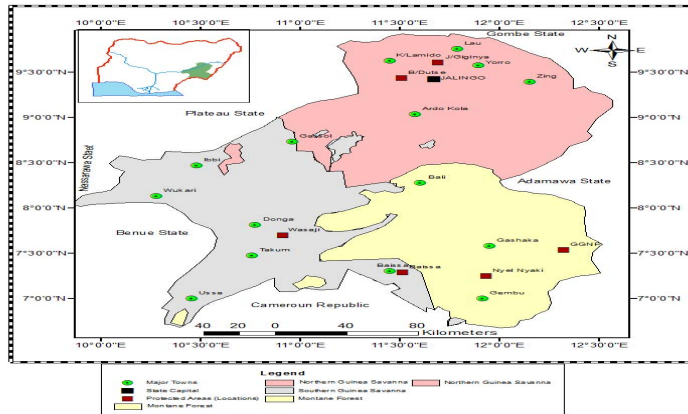 10°0'0"E 10°30'0"E 11°0'0"E 11°30'0"E 12°0'0"E 12°30'0"E
Gombe State
N
W E
S
Lau
K/Lamido
J/Giginya
Yorro
9°30'0"N 9°30'0"N
B/Dutse
JALINGO
Zing
Plateau State
Ardo Kola
9°0'0"N 9°0'0"N
Gassol
8°30'0"N 8°30'0"N
Ibbi
Bali
Adamawa State
Wukari
8°0'0"N 8°0'0"N
Benue State
Donga
Wasaji
Gashaka
GGNP
7°30'0"N 7°30'0"N
Takum
Baissa
Baissa
Nyel Nyaki
7°0'0"N 7°0'0"N
Ussa
Cameroun Republic
Gembu
40 20 0 40 80
Kilometers
10°0'0"E 10°30'0"E 11°0'0"E 11°30'0"E 12°0'0"E 12°30'0"E
Legend
Major Towns Northern Guinea Savanna Northern Guinea Savanna
State Capital Southern Guinea Savanna
Protected Areas (Locations) Montane Forest
Montane Forest